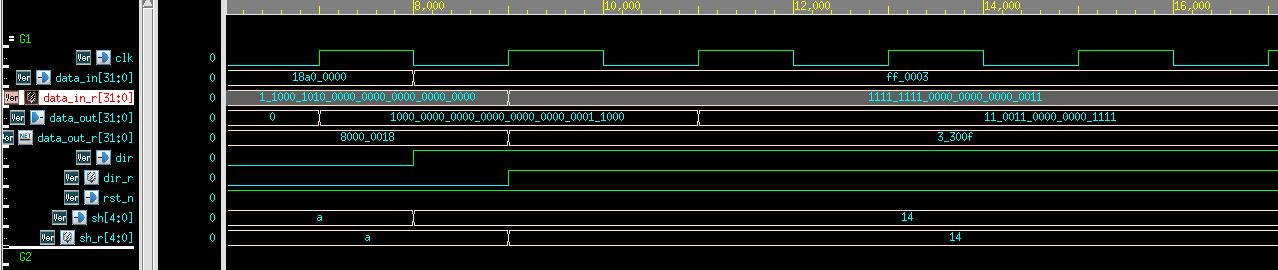 8,000 10,000 12,000 14,000 16,000
= G1
Ver clk 0
Ver data_in[31:0] 0 18a0_0000 ff_0003
Ver data_in_r[31:0] 0 1_1000_1010_0000_0000_0000_0000_0000 1111_1111_0000_0000_0000_0011
Ver data_out[31:0] 0 0 1000_0000_0000_0000_0000_0000_0001_1000 11_0011_0000_0000_1111
Ver NET data_out_r[31:0] 0 8000_0018 3_300f
Ver dir 0
Ver dir_r 0
Ver rst_n 0
Ver sh[4:0] 0 a 14
Ver sh_r[4:0] 0 a 14
G2